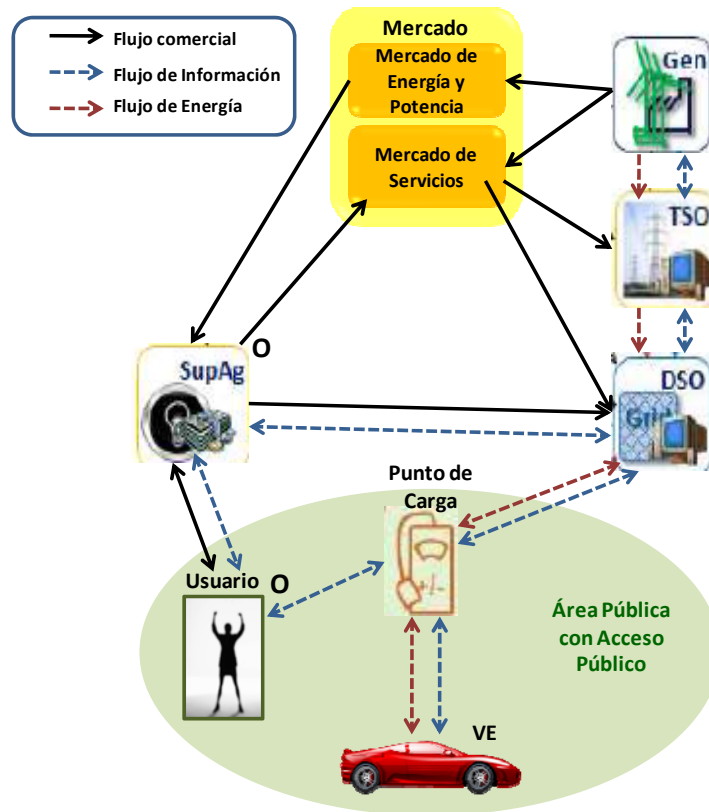 Flujo comercial
Flujo de Información
Flujo de Energía
Mercado
Mercado de
Energía y
Potencia
Mercado de
Servicios
Gen
TSO
DSO
Grid
O
SupAg
Punto de
Carga
+/-
Usuario
O
Área Pública
con Acceso
Público
VE